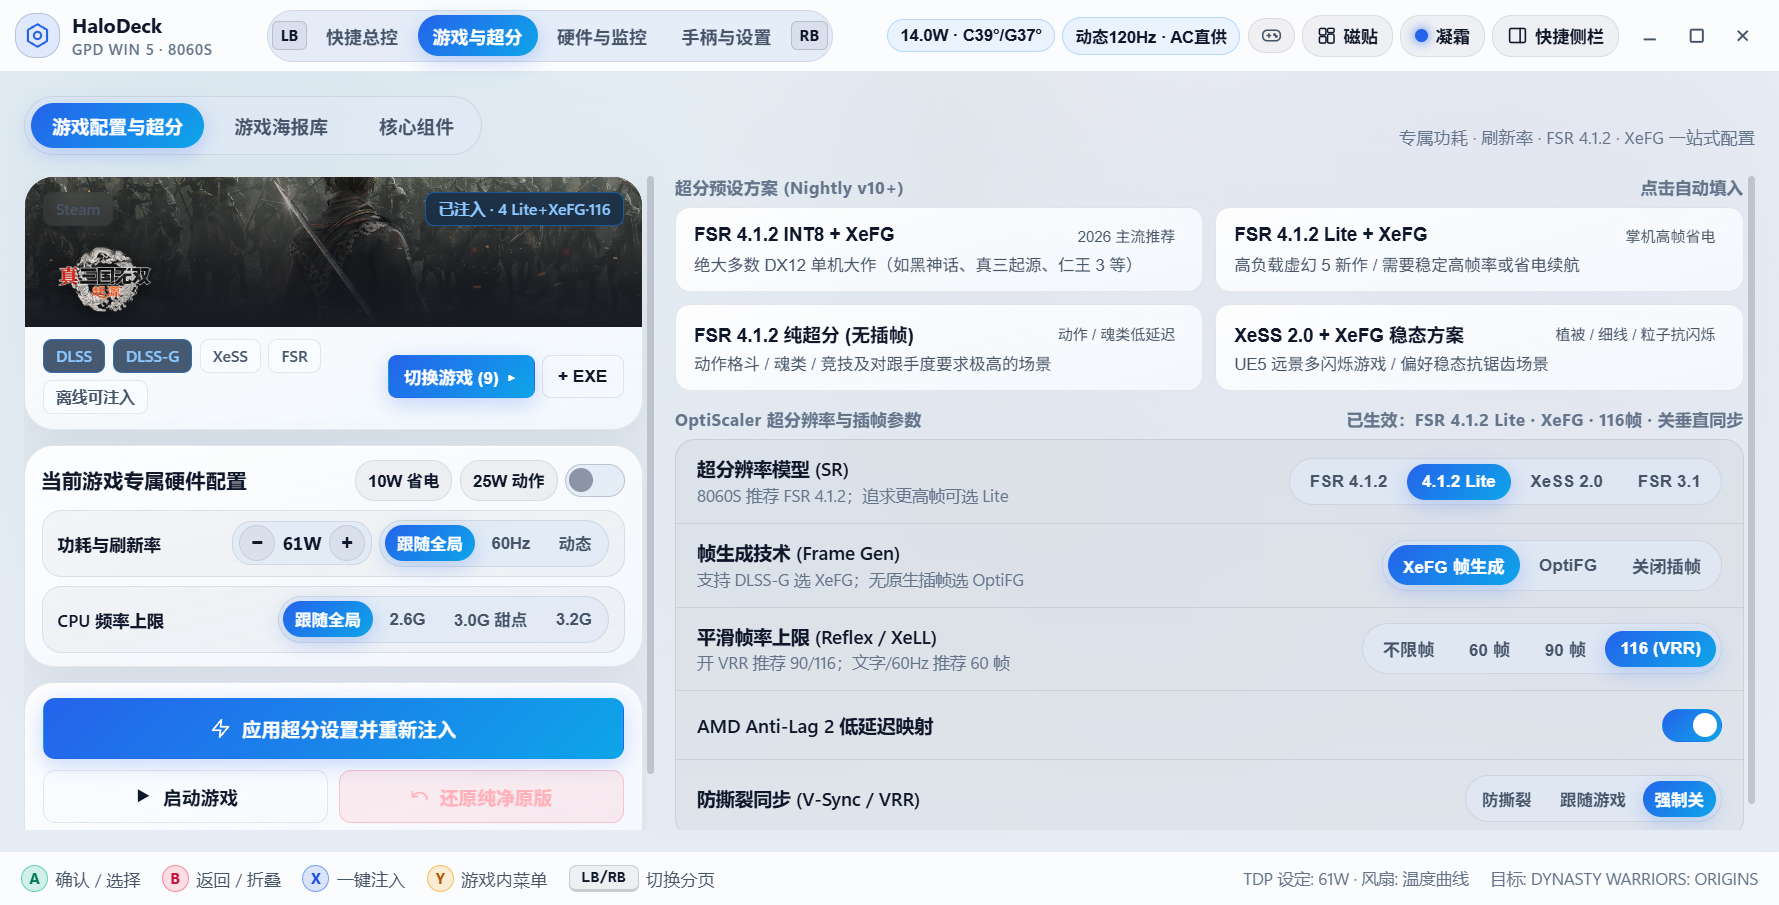 HaloDeck
GPD WIN 5 · 8060S
LB 快捷总控 游戏与超分 硬件与监控 手柄与设置 RB
14.0W · C39°/G37° 动态120Hz · AC直供 磁贴 凝霜 快捷侧栏
游戏配置与超分 游戏海报库 核心组件
专属功耗 · 刷新率 · FSR 4.1.2 · XeFG 一站式配置
Steam
已注入 · 4 Lite+XeFG·116
真三国无双
起源
DLSS DLSS-G XeSS FSR
离线可注入
切换游戏 (9) ▸ + EXE
当前游戏专属硬件配置 10W 省电 25W 动作
功耗与刷新率 − 61W + 跟随全局 60Hz 动态
CPU 频率上限 跟随全局 2.6G 3.0G 甜点 3.2G
应用超分设置并重新注入
启动游戏 还原纯净原版
超分预设方案 (Nightly v10+) 点击自动填入
FSR 4.1.2 INT8 + XeFG 2026 主流推荐
绝大多数 DX12 单机大作（如黑神话、真三起源、仁王 3 等）
FSR 4.1.2 Lite + XeFG 掌机高帧省电
高负载虚幻 5 新作 / 需要稳定高帧率或省电续航
FSR 4.1.2 纯超分 (无插帧) 动作 / 魂类低延迟
动作格斗 / 魂类 / 竞技及对跟手度要求极高的场景
XeSS 2.0 + XeFG 稳态方案 植被 / 细线 / 粒子抗闪烁
UE5 远景多闪烁游戏 / 偏好稳态抗锯齿场景
OptiScaler 超分辨率与插帧参数 已生效：FSR 4.1.2 Lite · XeFG · 116帧 · 关垂直同步
超分辨率模型 (SR)
8060S 推荐 FSR 4.1.2；追求更高帧可选 Lite
FSR 4.1.2 4.1.2 Lite XeSS 2.0 FSR 3.1
帧生成技术 (Frame Gen)
支持 DLSS-G 选 XeFG；无原生插帧选 OptiFG
XeFG 帧生成 OptiFG 关闭插帧
平滑帧率上限 (Reflex / XeLL)
开 VRR 推荐 90/116；文字/60Hz 推荐 60 帧
不限帧 60 帧 90 帧 116 (VRR)
AMD Anti-Lag 2 低延迟映射
防撕裂同步 (V-Sync / VRR) 防撕裂 跟随游戏 强制关
A 确认 / 选择 B 返回 / 折叠 X 一键注入 Y 游戏内菜单 LB/RB 切换分页
TDP 设定: 61W · 风扇: 温度曲线 目标: DYNASTY WARRIORS: ORIGINS